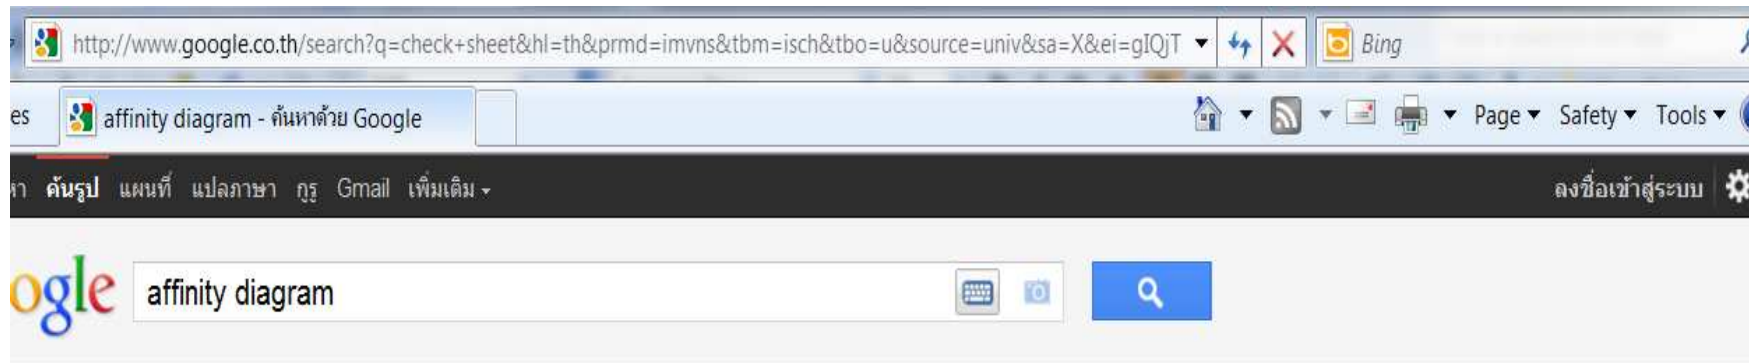 http://www.google.co.th/search?q=check+sheet&hl=th&prmd=imvns&tbm=isch&tbo=u&source=univ&sa=X&ei=gIQjT Bing
es affinity diagram - ค้นหาด้วย Google Page Safety Tools
หา ค้นรูป แผนที่ แปลภาษา กูรู Gmail เพิ่มเติม ลงชื่อเข้าสู่ระบบ
ogle affinity diagram